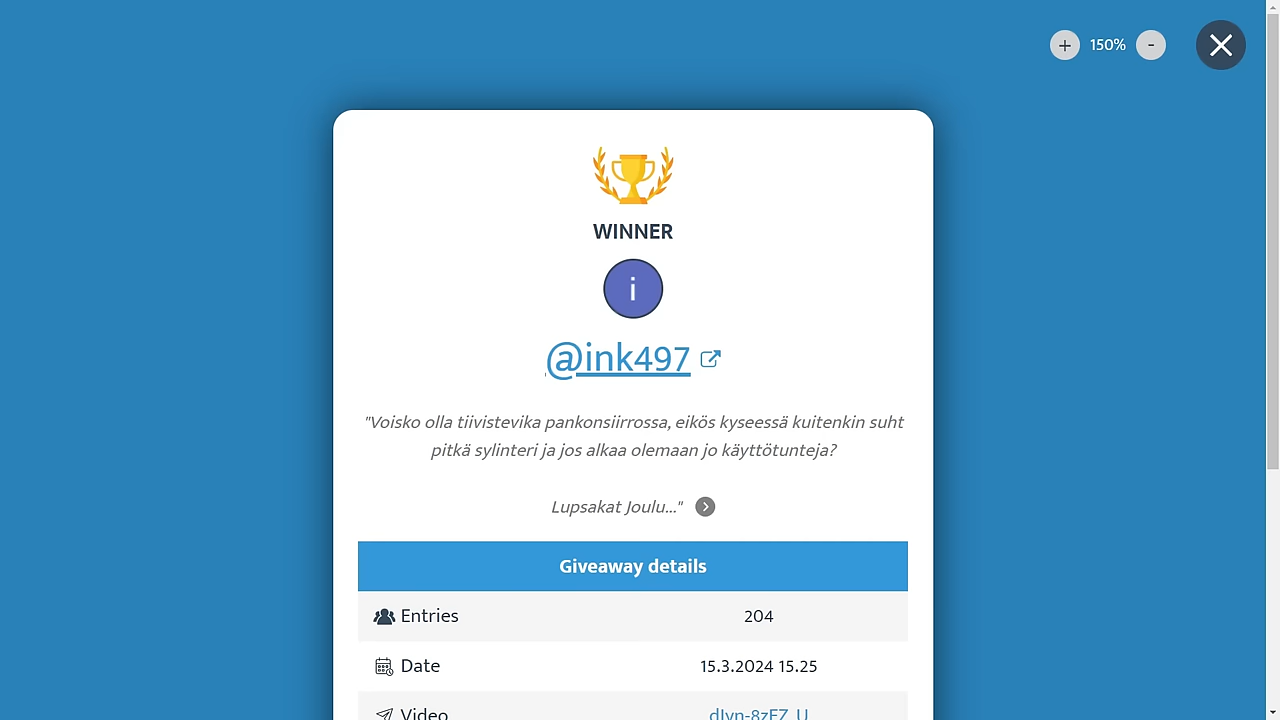 + 150% -
WINNER
i
@ink497
"Voisko olla tiivistevika pankonsiirrossa, eikös kyseessä kuitenkin suht
pitkä sylinteri ja jos alkaa olemaan jo käyttötunteja?
Lupsakat Joulu..."
Giveaway details
Entries 204
Date 15.3.2024 15.25
Video